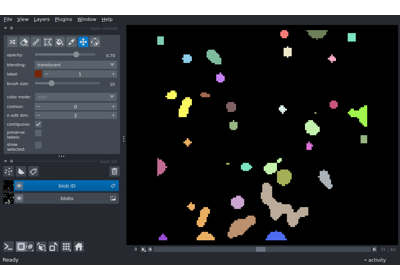 File View Layers Plugins Window Help
opacity: 0.70
blending: translucent
label: 1
brush size: 10
color mode:
contour: 0
n edit dim: 2
contiguous:
preserve labels:
show selected:
blob ID
blobs
Ready activity